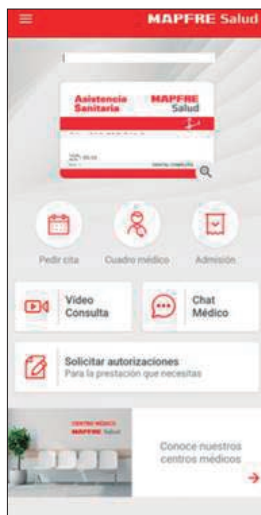 MAPFRE Salud
Asistencia
Sanitaria
MAPFRE
Salud
Pedir cita
Cuadro médico
Admisión
Vídeo
Consulta
Chat
Médico
Solicitar autorizaciones
Para la prestación que necesitas
CENTRO MÉDICO
MAPFRE Salud
Conoce nuestros
centros médicos